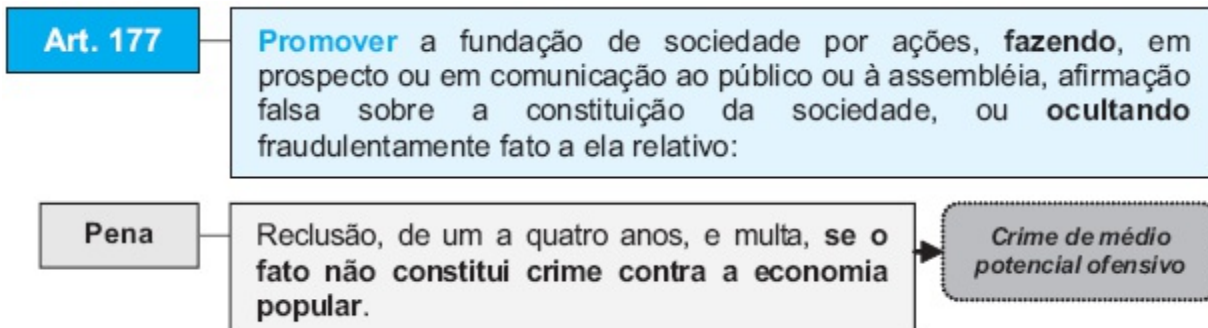 Art. 177
Promover a fundação de sociedade por ações, fazendo, em
prospecto ou em comunicação ao público ou à assembléia, afirmação
falsa sobre a constituição da sociedade, ou ocultando
fraudulentamente fato a ela relativo:
Pena
Reclusão, de um a quatro anos, e multa, se o
fato não constitui crime contra a economia
popular.
Crime de médio
potencial ofensivo